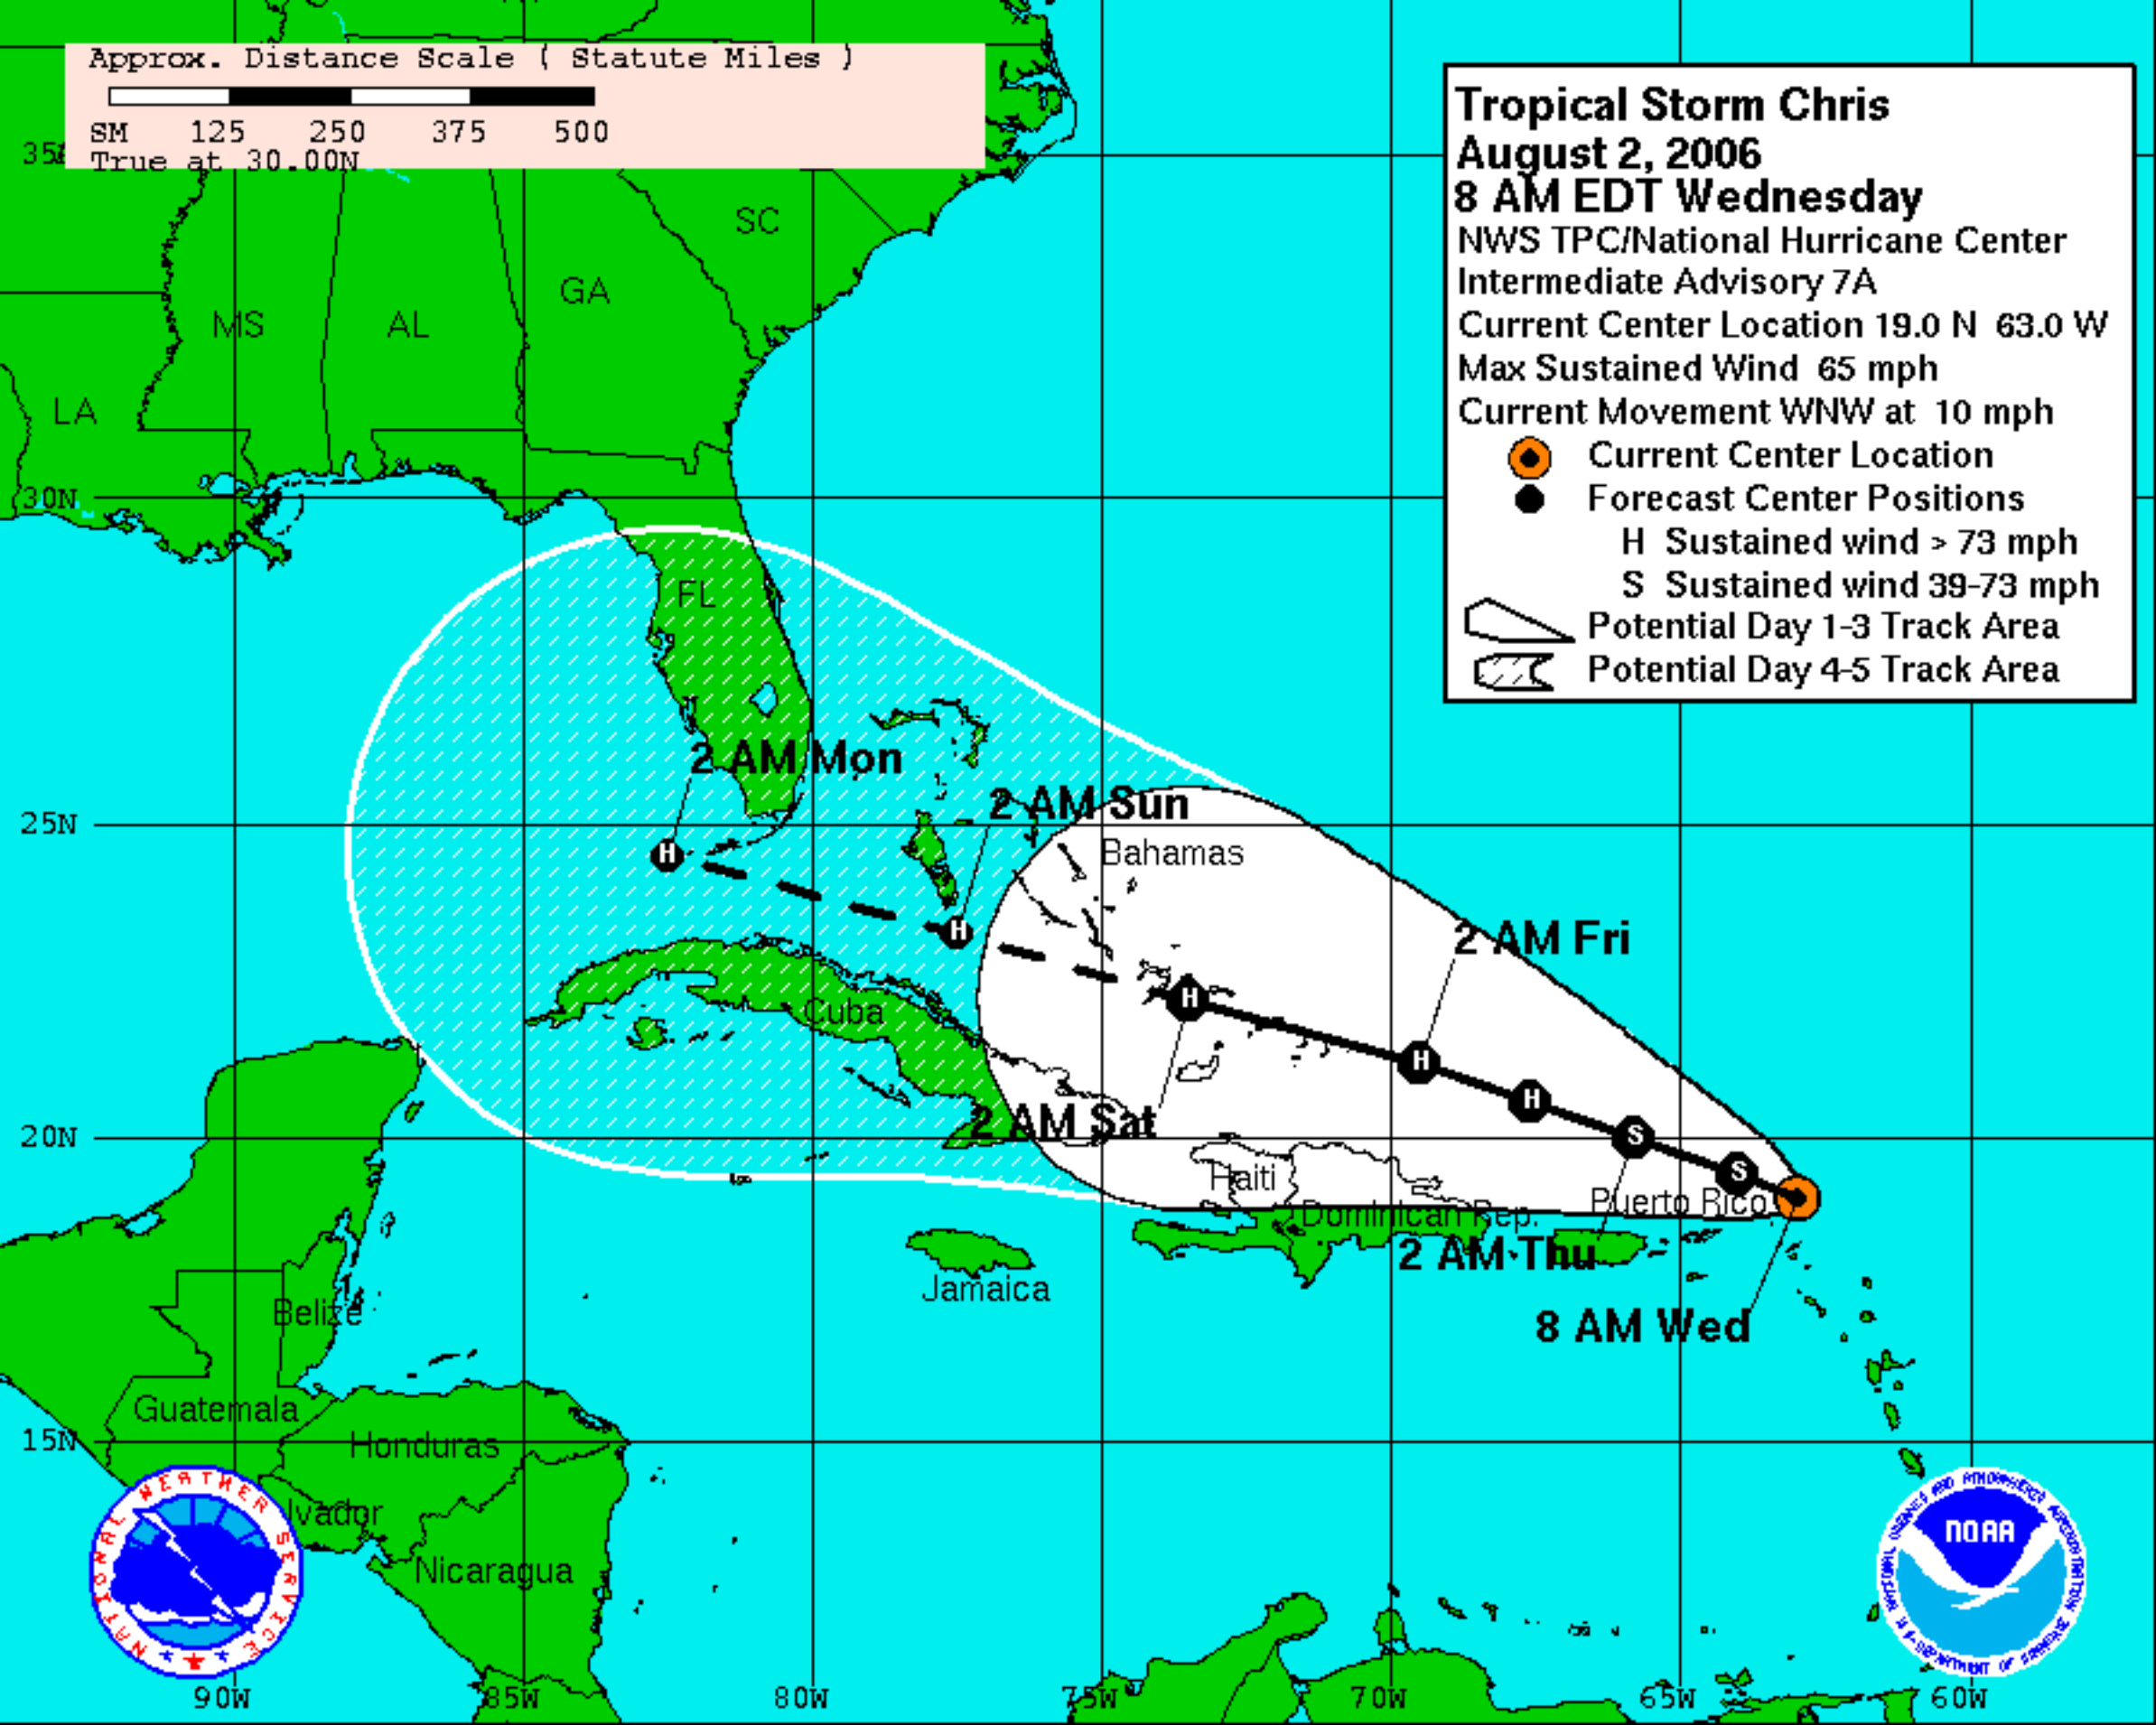 Approx. Distance Scale ( Statute Miles )
SM 125 250 375 500
True at 30.00N
Tropical Storm Chris
August 2, 2006
8 AM EDT Wednesday
NWS TPC/National Hurricane Center
Intermediate Advisory 7A
Current Center Location 19.0 N 63.0 W
Max Sustained Wind 65 mph
Current Movement WNW at 10 mph
Current Center Location
Forecast Center Positions
H Sustained wind > 73 mph
S Sustained wind 39-73 mph
Potential Day 1-3 Track Area
Potential Day 4-5 Track Area
SC
GA
MS
AL
LA
30N
FL
2 AM Mon
2 AM Sun
25N
H
Bahamas
H
2 AM Fri
H
Cuba
H
H
2 AM Sat
S
20N
S
Haiti
Puerto Rico
Dominican Rep.
2 AM Thu
Jamaica
8 AM Wed
Belize
Guatemala
15N
Honduras
lvador
Nicaragua
NATIONAL WEATHER SERVICE
NOAA
90W 85W 80W 75W 70W 65W 60W